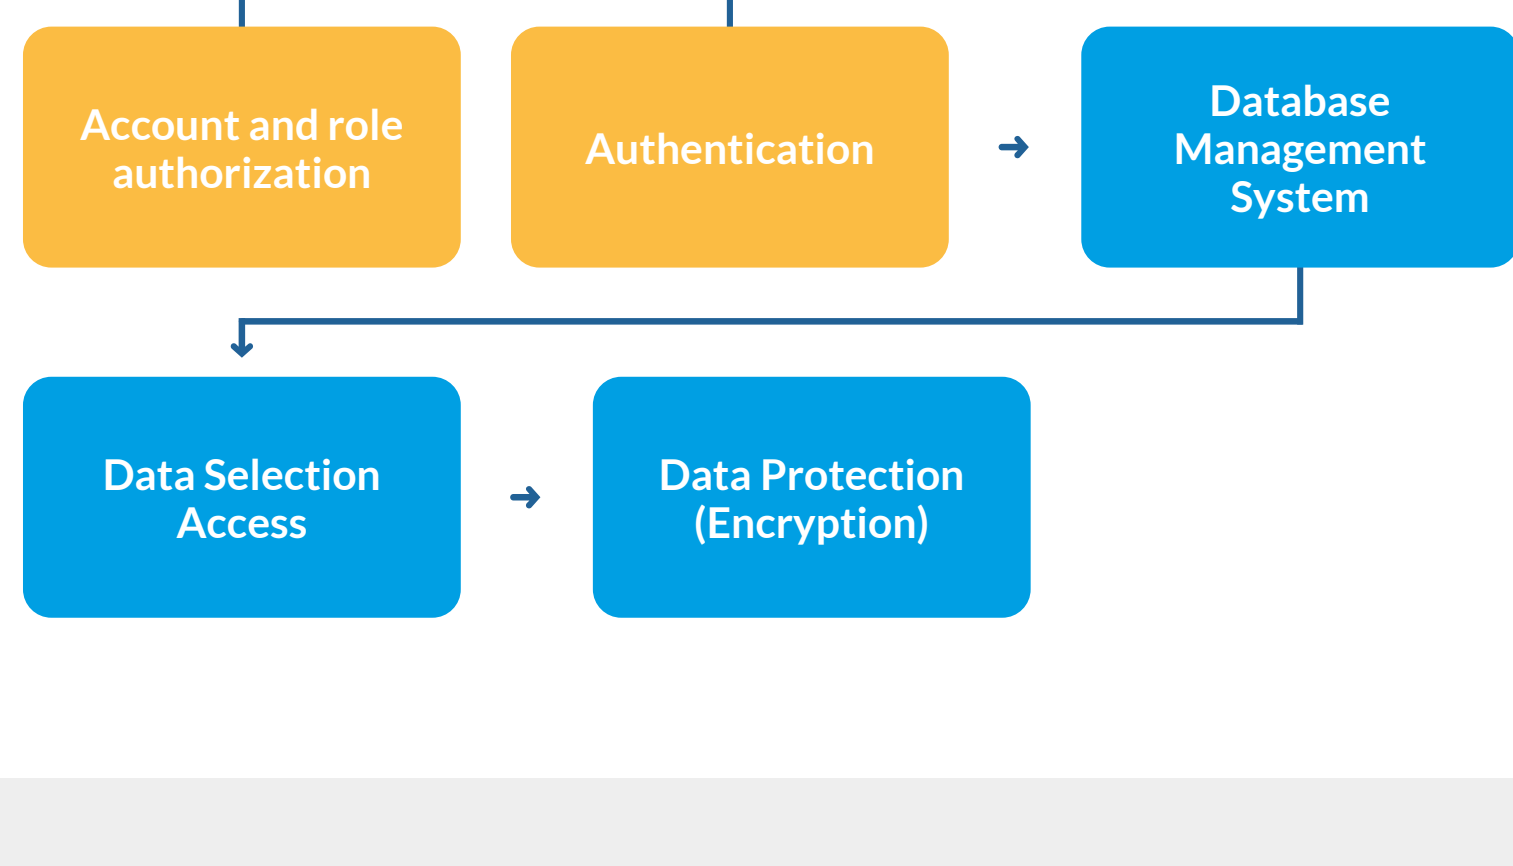 Account and role
authorization
Authentication
Database
Management
System
Data Selection
Access
Data Protection
(Encryption)